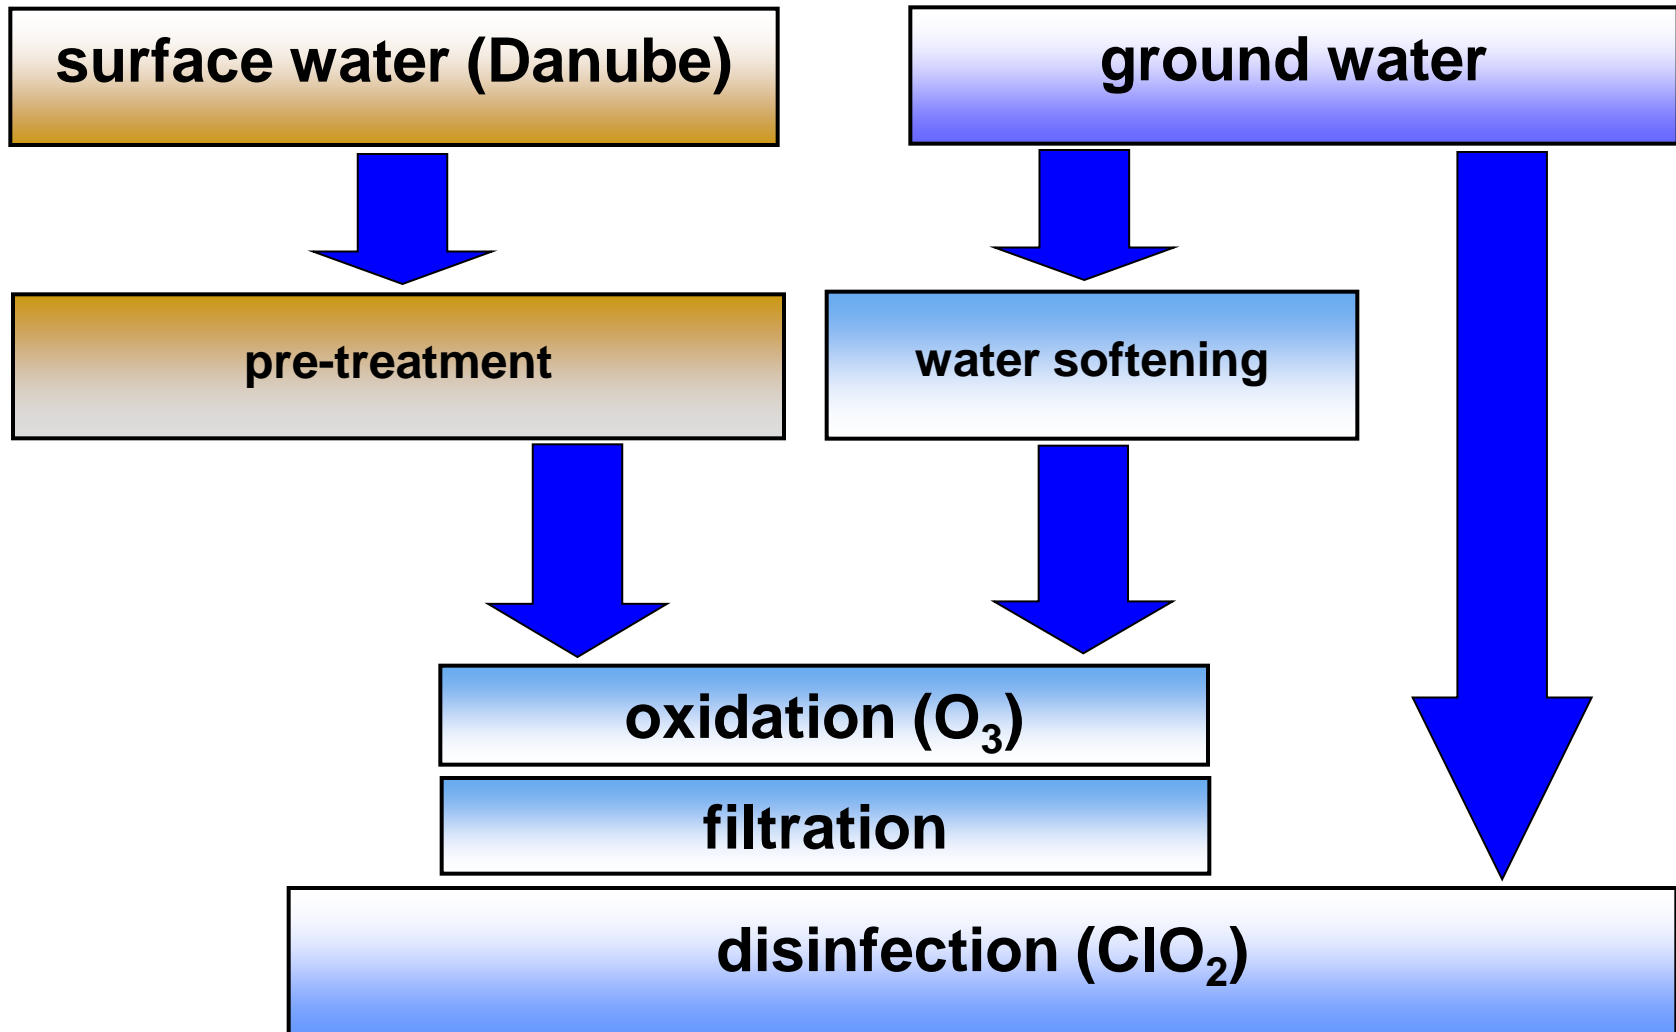 surface water (Danube)
ground water
pre-treatment
water softening
oxidation (O₃)
filtration
disinfection (ClO₂)